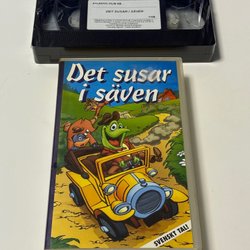 DET SUSAR I SÄVEN
Det susar
i säven
SVENSKT TAL!